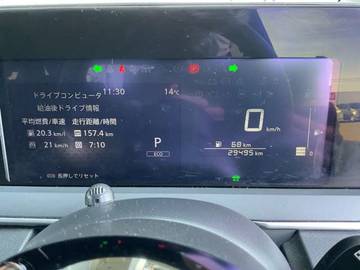 11:30 14℃
ドライブコンピュータ
給油後ドライブ情報
平均燃費/車速 走行距離/時間
20.3 km/l 157.4 km
21 km/h 7:10
長押しでリセット
P
ECO
0 km/h
68 km
29495 km